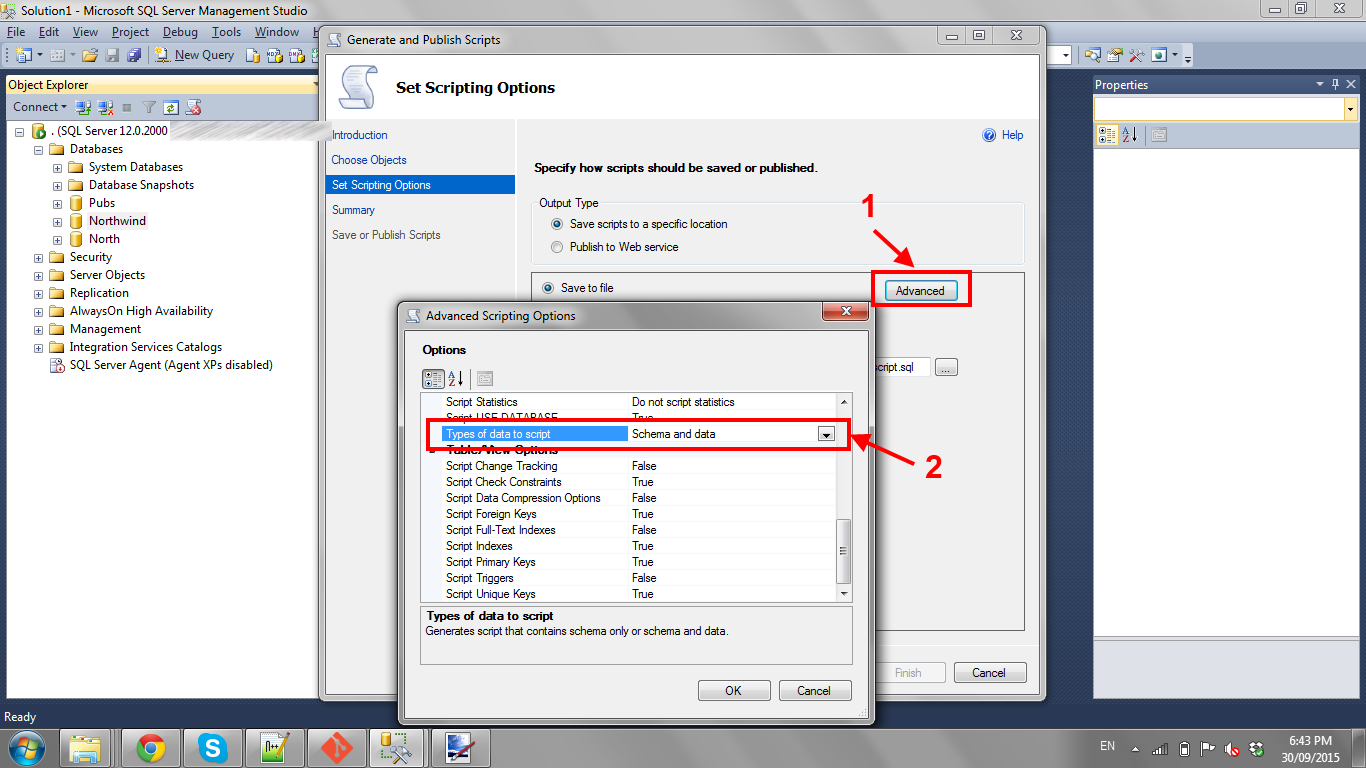 Solution1 - Microsoft SQL Server Management Studio
File Edit View Project Debug Tools Window
New Query
Object Explorer
Connect
. (SQL Server 12.0.2000
Databases
System Databases
Database Snapshots
Pubs
Northwind
North
Security
Server Objects
Replication
AlwaysOn High Availability
Management
Integration Services Catalogs
SQL Server Agent (Agent XPs disabled)
Generate and Publish Scripts
Set Scripting Options
Introduction
Choose Objects
Set Scripting Options
Summary
Save or Publish Scripts
Help
Specify how scripts should be saved or published.
Output Type
Save scripts to a specific location
Publish to Web service
1
Save to file
Advanced
script.sql
...
Finish
Cancel
Advanced Scripting Options
Options
Script Statistics Do not script statistics
Script USE DATABASE True
Types of data to script Schema and data
2
Table/View Options
Script Change Tracking False
Script Check Constraints True
Script Data Compression Options False
Script Foreign Keys True
Script Full-Text Indexes False
Script Indexes True
Script Primary Keys True
Script Triggers False
Script Unique Keys True
Types of data to script
Generates script that contains schema only or schema and data.
OK Cancel
Properties
Ready
EN
6:43 PM
30/09/2015